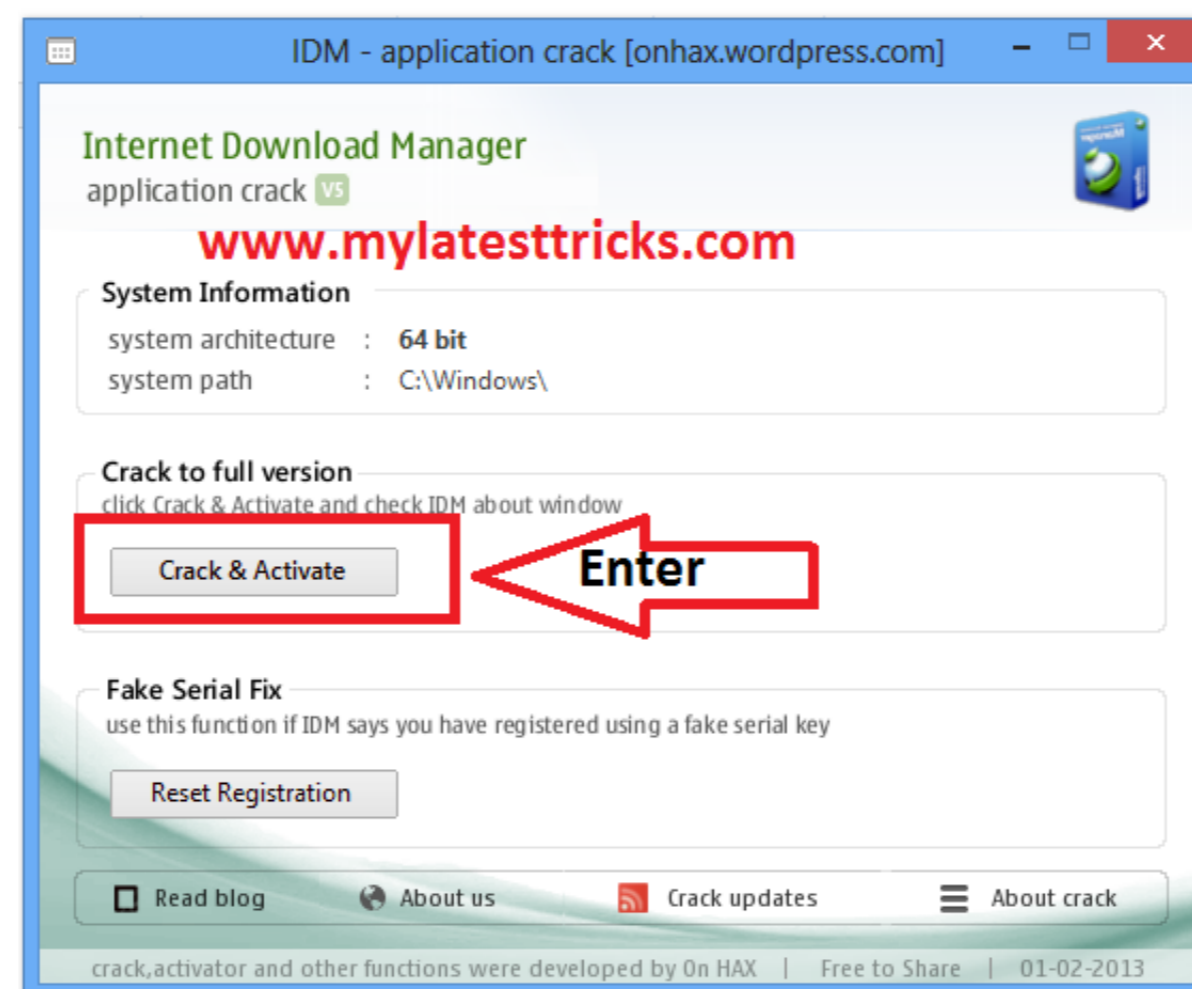 IDM - application crack [onhax.wordpress.com]
Internet Download Manager
application crack V5
www.mylatesttricks.com
System Information
system architecture : 64 bit
system path : C:\Windows\
Crack to full version
click Crack & Activate and check IDM about window
Crack & Activate
Enter
Fake Serial Fix
use this function if IDM says you have registered using a fake serial key
Reset Registration
Read blog About us Crack updates About crack
crack,activator and other functions were developed by On HAX | Free to Share | 01-02-2013